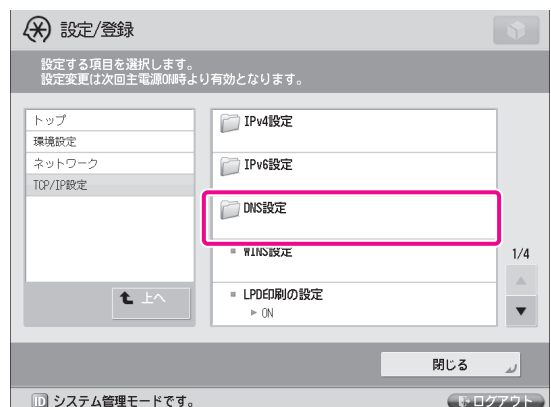 設定/登録
設定する項目を選択します。
設定変更は次回主電源ON時より有効となります。
トップ
環境設定
ネットワーク
TCP/IP設定
上へ
IPv4設定
IPv6設定
DNS設定
WINS設定
LPD印刷の設定
▶ ON
1/4
閉じる
ID システム管理モードです。
ログアウト